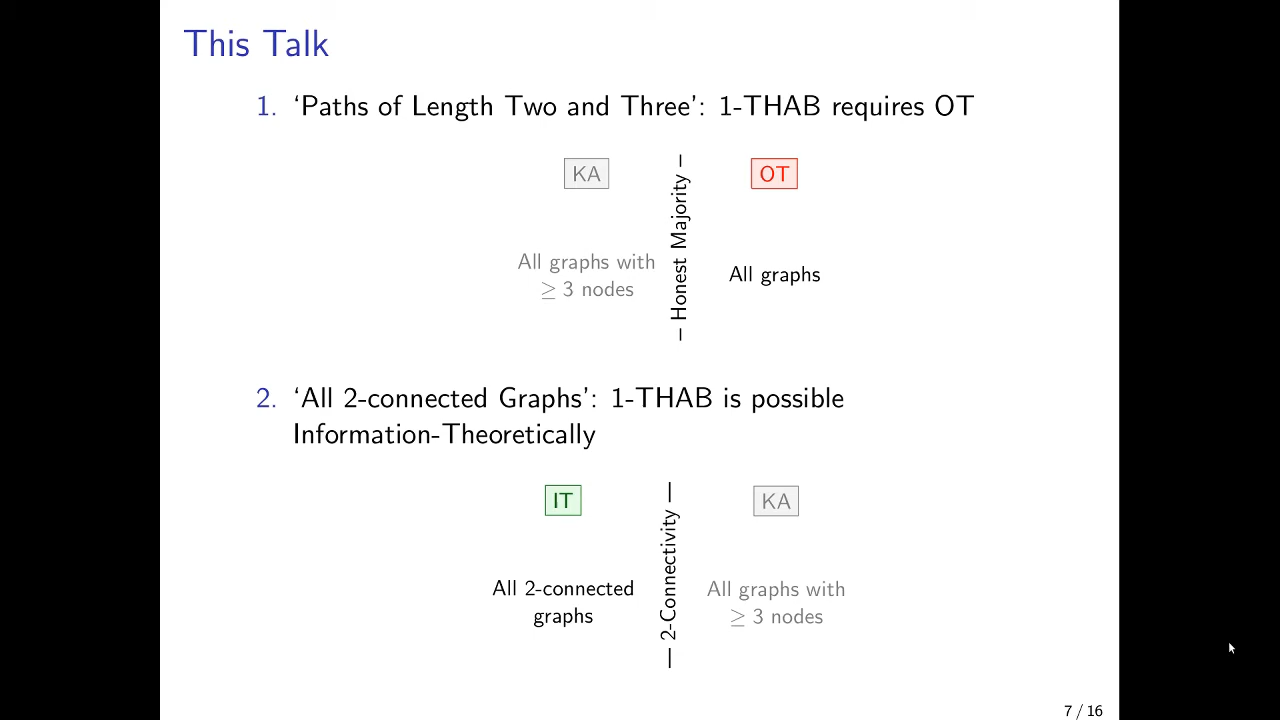 This Talk
1. ‘Paths of Length Two and Three’: 1-THAB requires OT
KA
– Honest Majority –
OT
All graphs with
≥ 3 nodes
All graphs
2. ‘All 2-connected Graphs’: 1-THAB is possible
Information-Theoretically
IT
— 2-Connectivity —
KA
All 2-connected
graphs
All graphs with
≥ 3 nodes
7 / 16